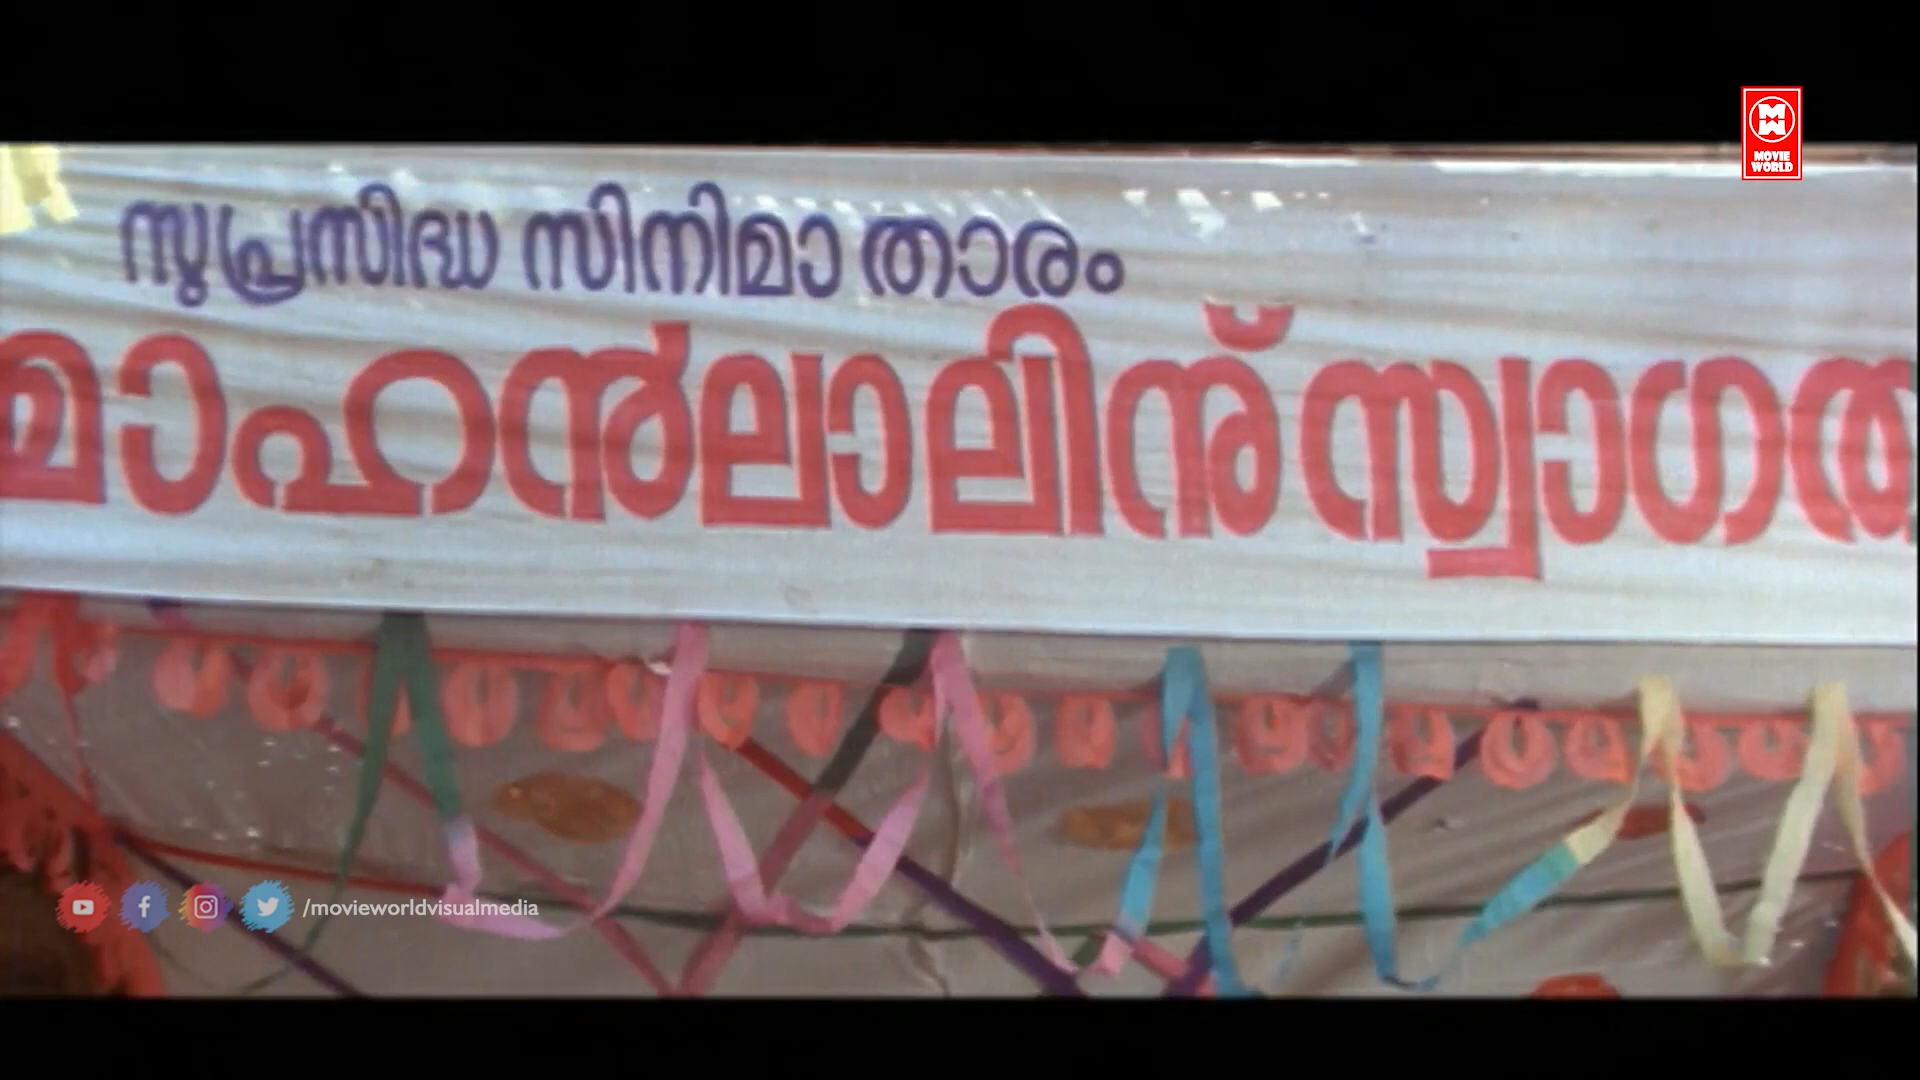 സുപ്രസിദ്ധ സിനിമാ താരം
മാഹൻലാലിനു് സ്വാഗത
MOVIE WORLD
/movieworldvisualmedia